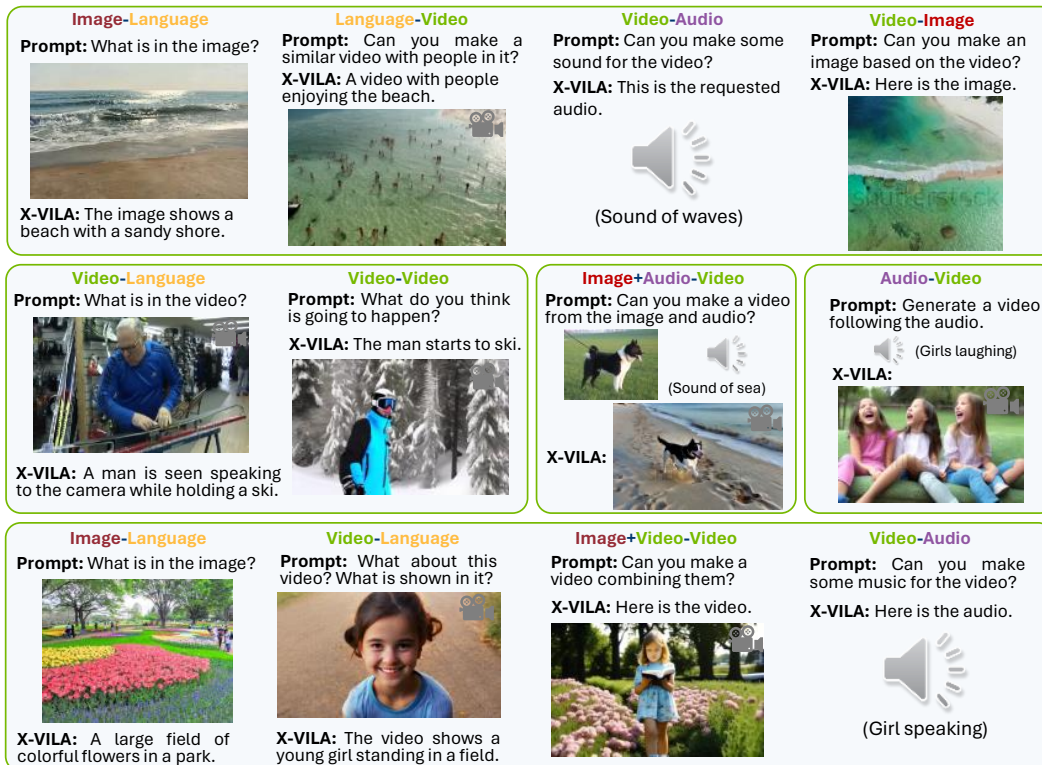 Image-Language
Prompt: What is in the image?
X-VILA: The image shows a
beach with a sandy shore.
Language-Video
Prompt: Can you make a
similar video with people in it?
X-VILA: A video with people
enjoying the beach.
Video-Audio
Prompt: Can you make some
sound for the video?
X-VILA: This is the requested
audio.
(Sound of waves)
Video-Image
Prompt: Can you make an
image based on the video?
X-VILA: Here is the image.
shutterstock
Video-Language
Prompt: What is in the video?
X-VILA: A man is seen speaking
to the camera while holding a ski.
Video-Video
Prompt: What do you think
is going to happen?
X-VILA: The man starts to ski.
Image+Audio-Video
Prompt: Can you make a video
from the image and audio?
(Sound of sea)
X-VILA:
Audio-Video
Prompt: Generate a video
following the audio.
(Girls laughing)
X-VILA:
Image-Language
Prompt: What is in the image?
X-VILA: A large field of
colorful flowers in a park.
Video-Language
Prompt: What about this
video? What is shown in it?
X-VILA: The video shows a
young girl standing in a field.
Image+Video-Video
Prompt: Can you make a
video combining them?
X-VILA: Here is the video.
Video-Audio
Prompt: Can you make
some music for the video?
X-VILA: Here is the audio.
(Girl speaking)